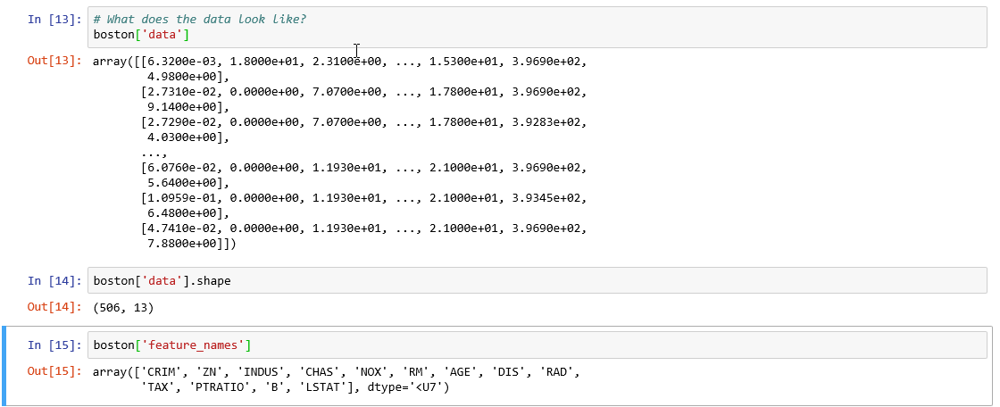 In [13]: # What does the data look like?
boston['data']
Out[13]: array([[6.3200e-03, 1.8000e+01, 2.3100e+00, ..., 1.5300e+01, 3.9690e+02,
4.9800e+00],
[2.7310e-02, 0.0000e+00, 7.0700e+00, ..., 1.7800e+01, 3.9690e+02,
9.1400e+00],
[2.7290e-02, 0.0000e+00, 7.0700e+00, ..., 1.7800e+01, 3.9283e+02,
4.0300e+00],
...,
[6.0760e-02, 0.0000e+00, 1.1930e+01, ..., 2.1000e+01, 3.9690e+02,
5.6400e+00],
[1.0959e-01, 0.0000e+00, 1.1930e+01, ..., 2.1000e+01, 3.9345e+02,
6.4800e+00],
[4.7410e-02, 0.0000e+00, 1.1930e+01, ..., 2.1000e+01, 3.9690e+02,
7.8800e+00]])
In [14]: boston['data'].shape
Out[14]: (506, 13)
In [15]: boston['feature_names']
Out[15]: array(['CRIM', 'ZN', 'INDUS', 'CHAS', 'NOX', 'RM', 'AGE', 'DIS', 'RAD',
'TAX', 'PTRATIO', 'B', 'LSTAT'], dtype='<U7')